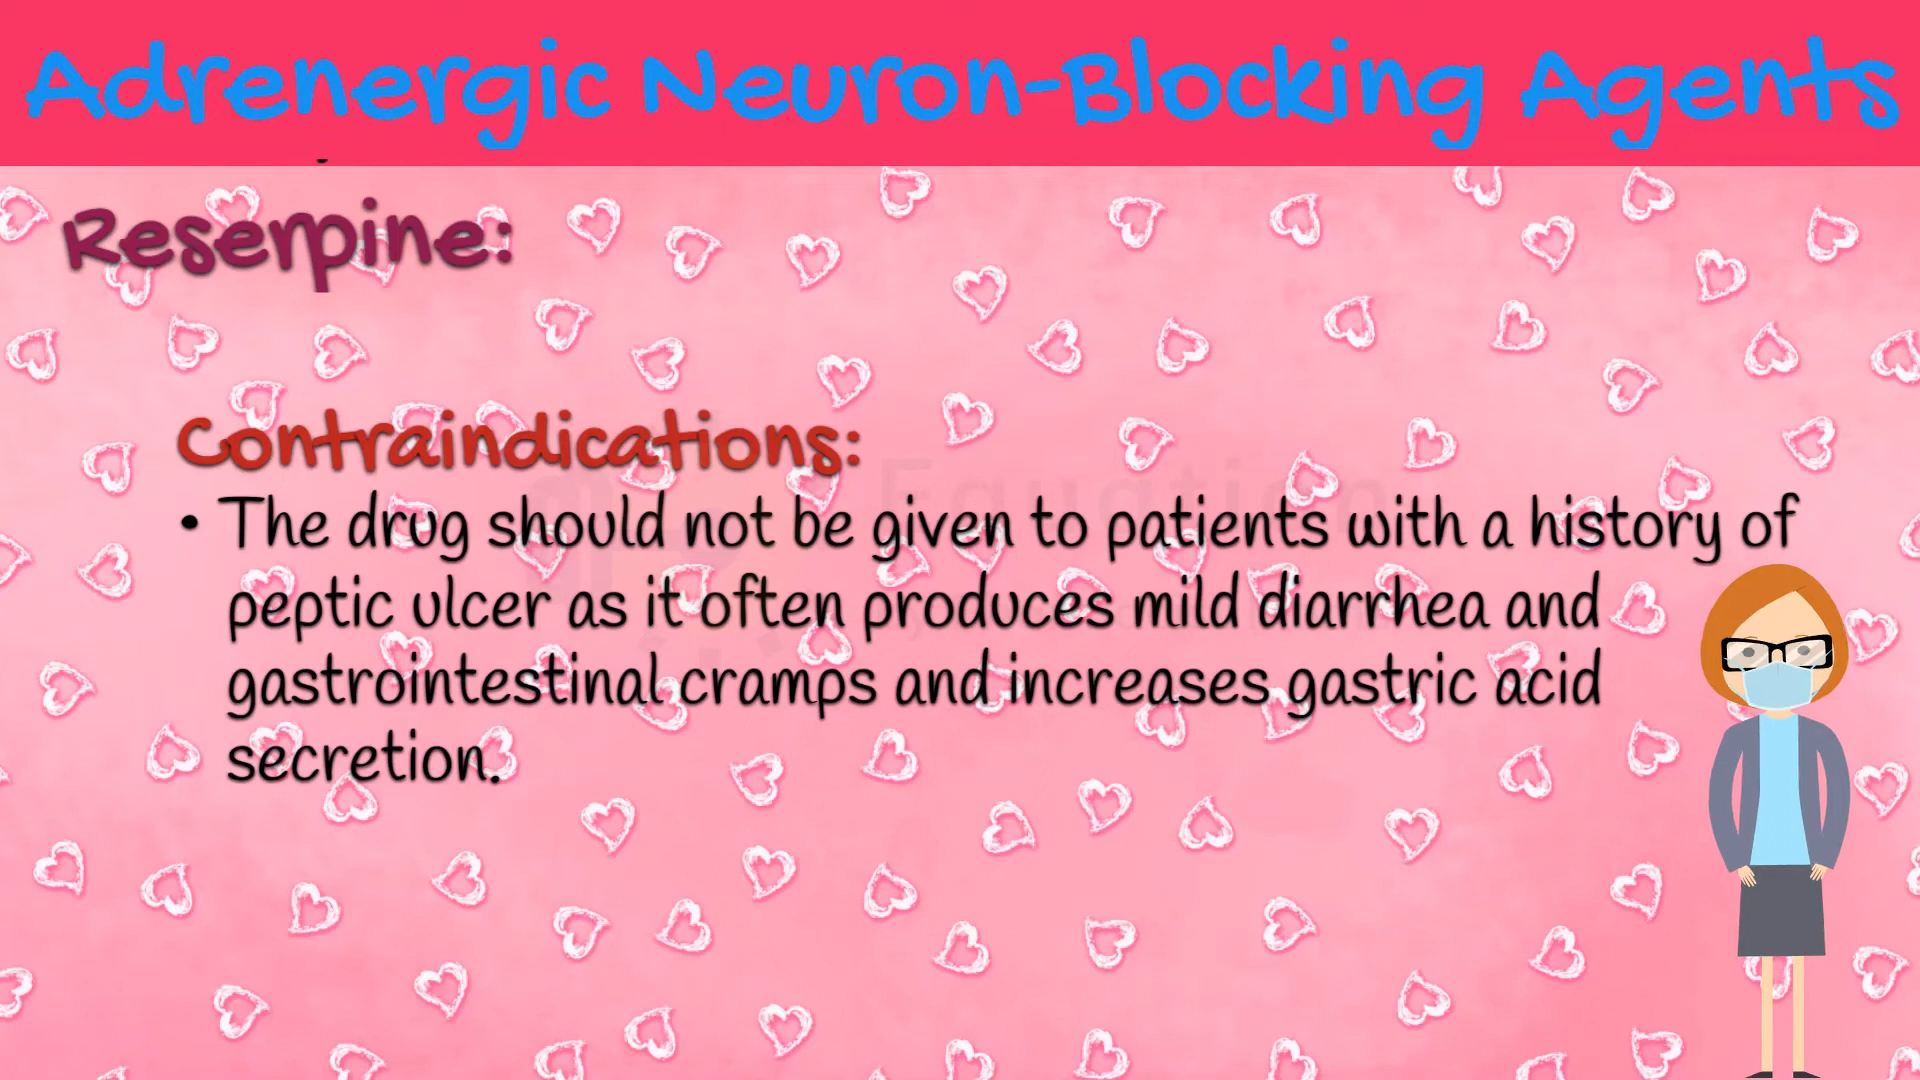 Adrenergic Neuron-Blocking Agents
Reserpine:
Contraindications:
• The drug should not be given to patients with a history of
peptic ulcer as it often produces mild diarrhea and
gastrointestinal cramps and increases gastric acid
secretion.